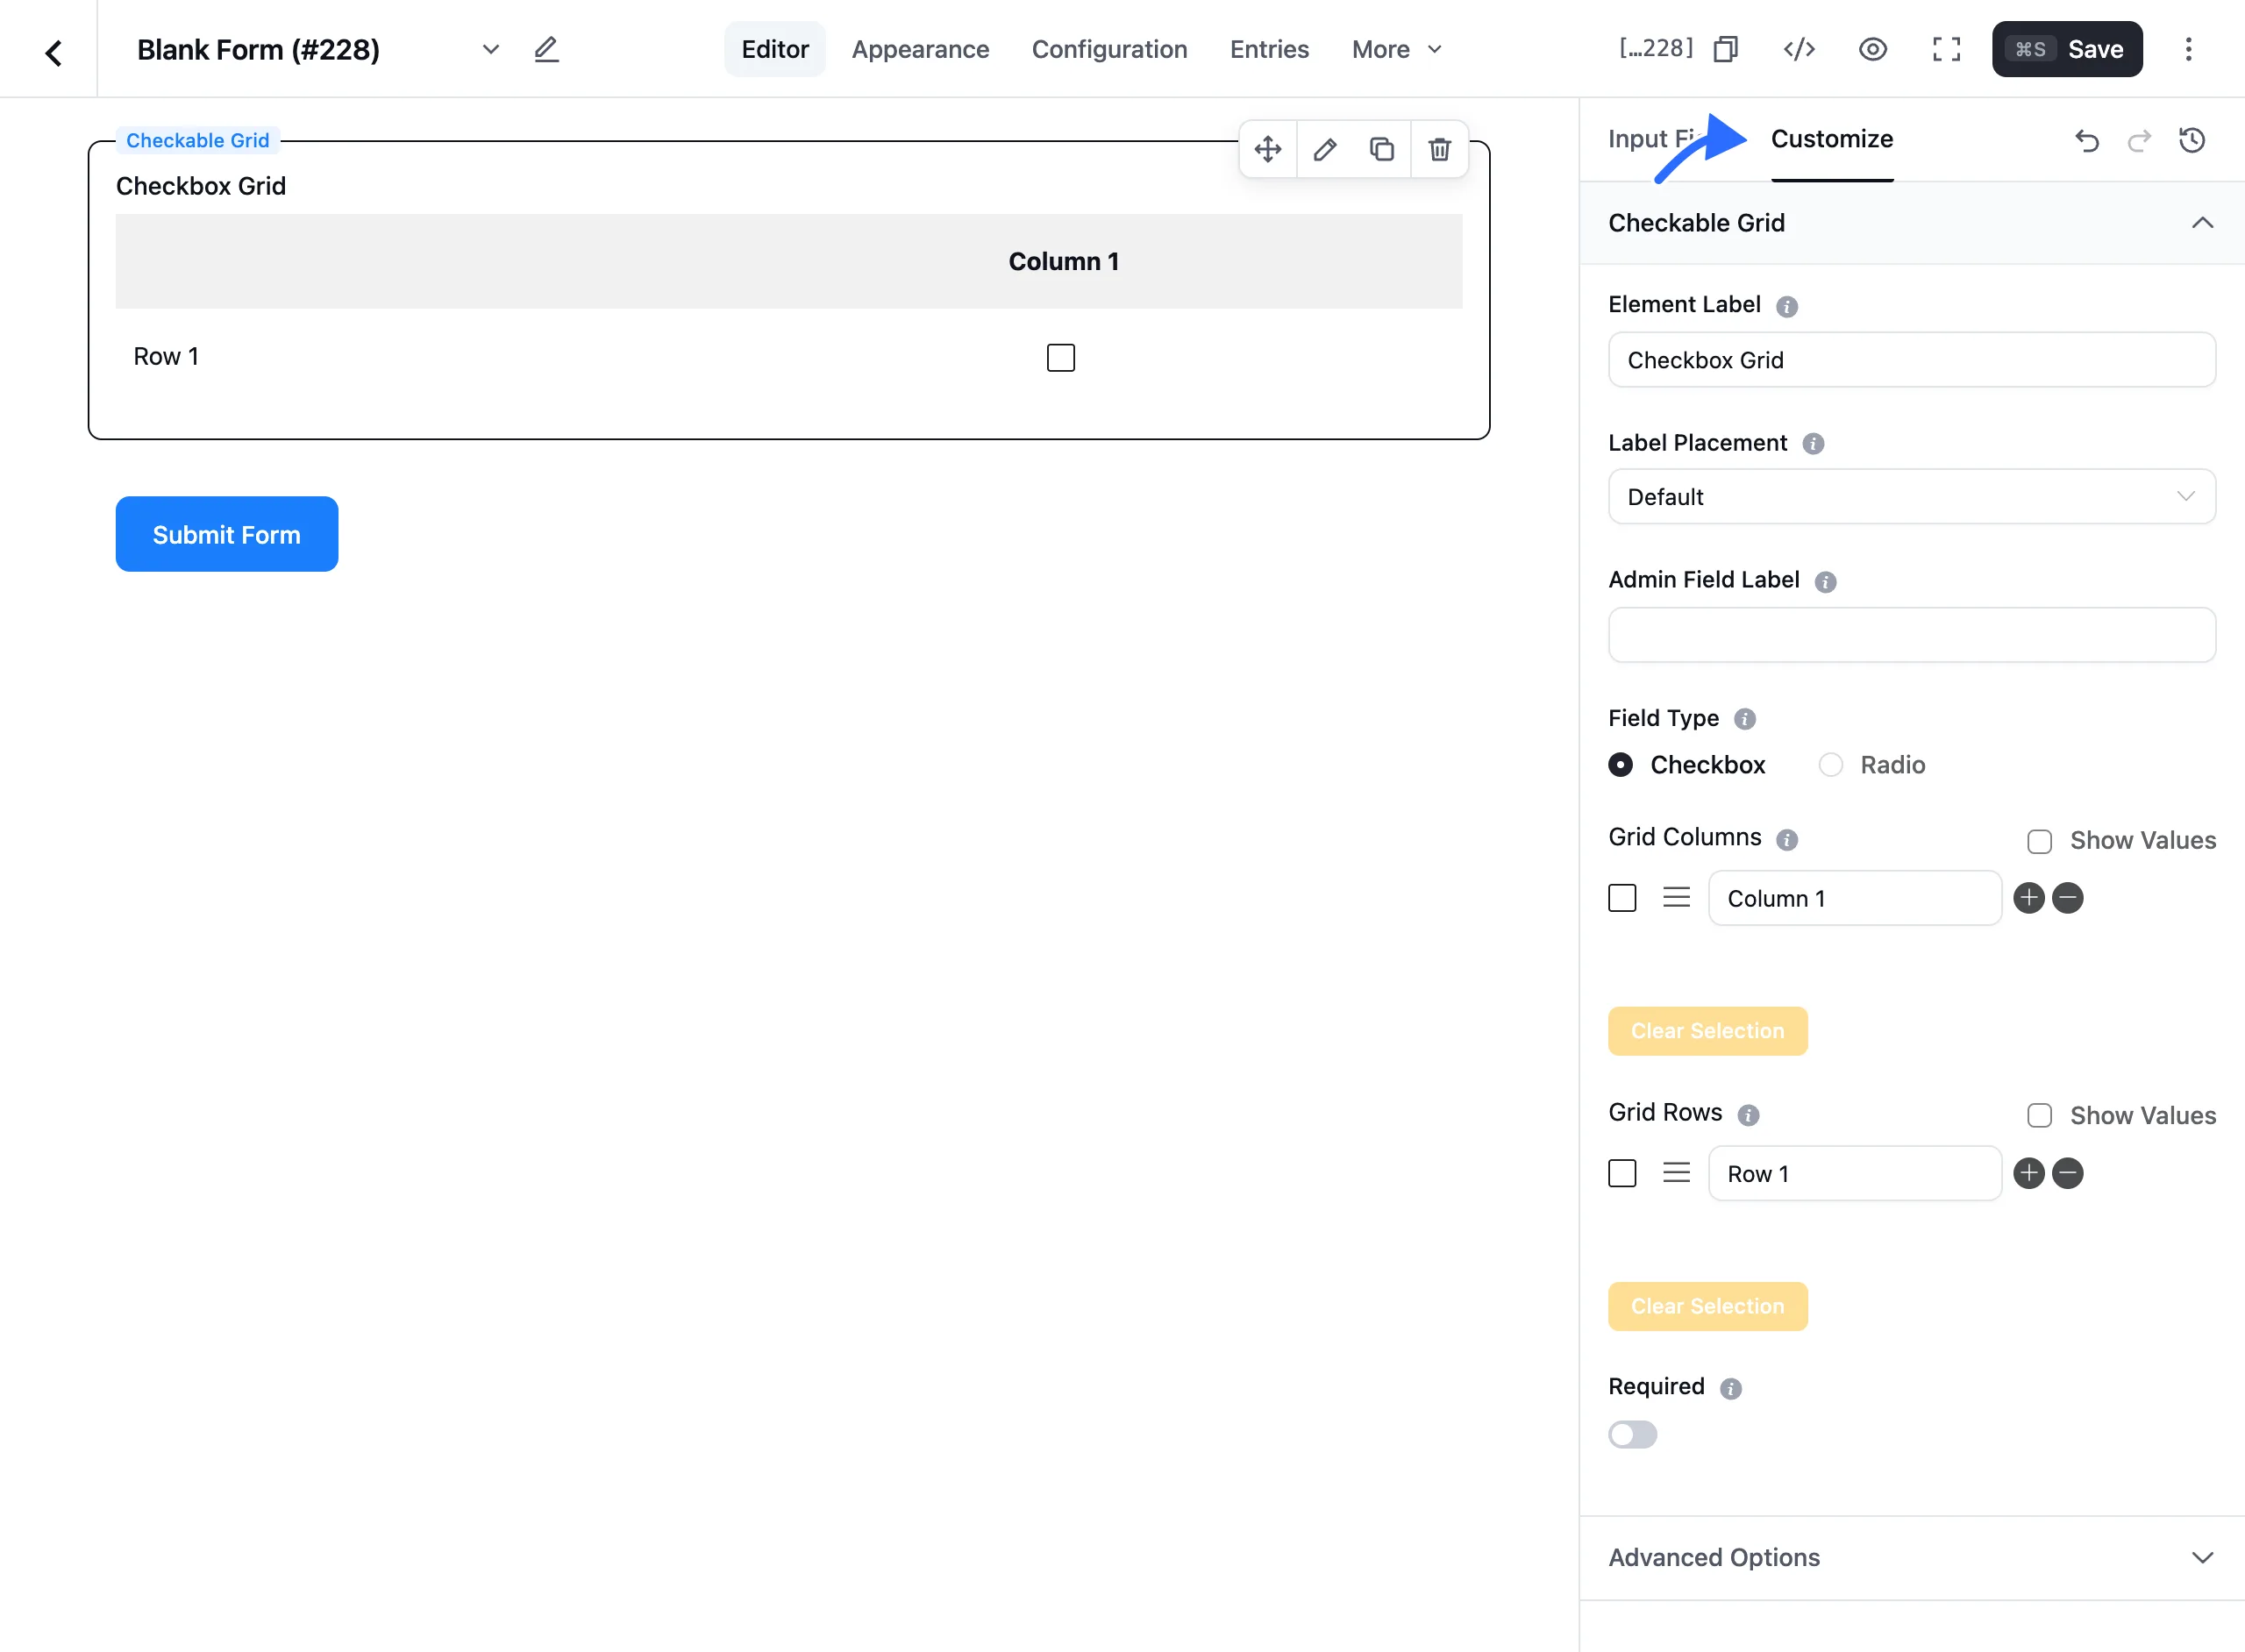 Blank Form (#228)
Editor
Appearance
Configuration
Entries
More
[...228]
</>
⌘S Save
Checkable Grid
Checkbox Grid
Column 1
Row 1
Submit Form
Customize
Checkable Grid
Element Label
Checkbox Grid
Label Placement
Default
Admin Field Label
Field Type
Checkbox
Radio
Grid Columns
Show Values
Column 1
Clear Selection
Grid Rows
Show Values
Row 1
Clear Selection
Required
Advanced Options